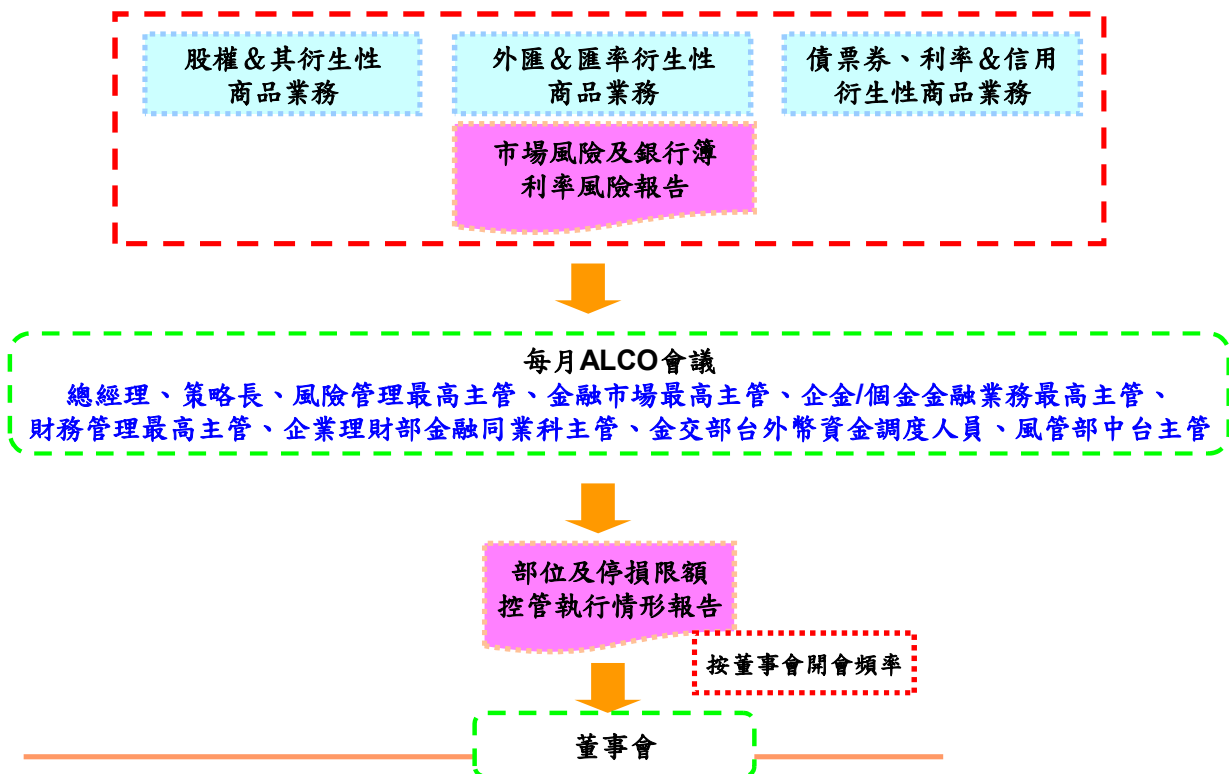 股權&其衍生性
商品業務
外匯&匯率衍生性
商品業務
債票券、利率&信用
衍生性商品業務
市場風險及銀行簿
利率風險報告
每月ALCO會議
總經理、策略長、風險管理最高主管、金融市場最高主管、企金/個金金融業務最高主管、
財務管理最高主管、企業理財部金融同業科主管、金交部台外幣資金調度人員、風管部中台主管
部位及停損限額
控管執行情形報告
按董事會開會頻率
董事會